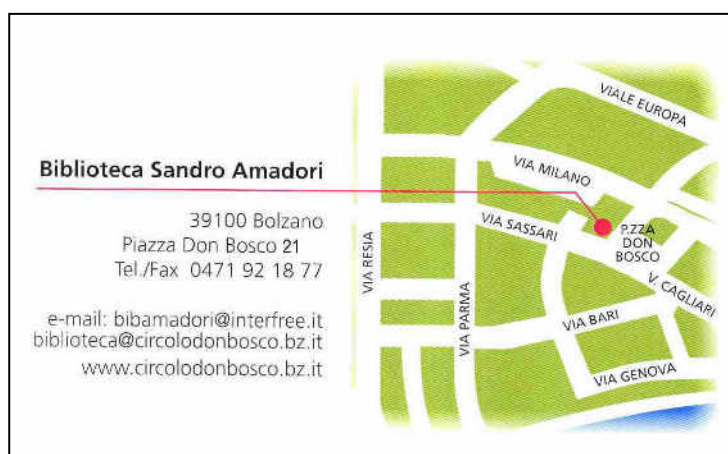 Biblioteca Sandro Amadori
39100 Bolzano
Piazza Don Bosco 21
Tel./Fax 0471 92 18 77
e-mail: bibamadori@interfree.it
biblioteca@circolodonbosco.bz.it
www.circolodonbosco.bz.it
VIALE EUROPA
VIA MILANO
VIA SASSARI
P.ZZA
DON
BOSCO
VIA RESIA
V. CAGLIARI
VIA PARMA
VIA BARI
VIA GENOVA